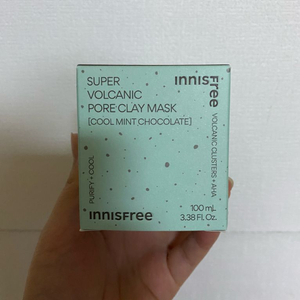 SUPER
VOLCANIC
PORE CLAY MASK
[COOL MINT CHOCOLATE]
INNISFree
VOLCANIC CLUSTERS + AHA
PURIFY + COOL
100 mL
3.38 Fl. Oz.
INNISFree